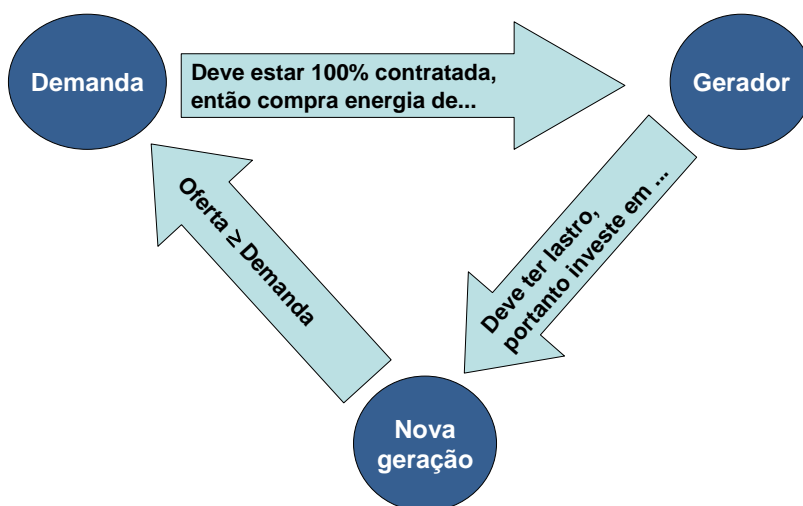 Demanda
Deve estar 100% contratada,
então compra energia de...
Gerador
Deve ter lastro,
portanto investe em ...
Nova
geração
Oferta ≥ Demanda